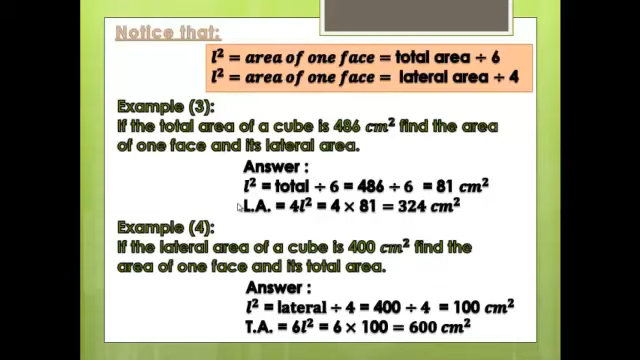 Notice that:
l² = area of one face = total area ÷ 6
l² = area of one face = lateral area ÷ 4
Example (3):
If the total area of a cube is 486 cm² find the area
of one face and its lateral area.
Answer :
l² = total ÷ 6 = 486 ÷ 6 = 81 cm²
L.A. = 4l² = 4 × 81 = 324 cm²
Example (4):
If the lateral area of a cube is 400 cm² find the
area of one face and its total area.
Answer :
l² = lateral ÷ 4 = 400 ÷ 4 = 100 cm²
T.A. = 6l² = 6 × 100 = 600 cm²